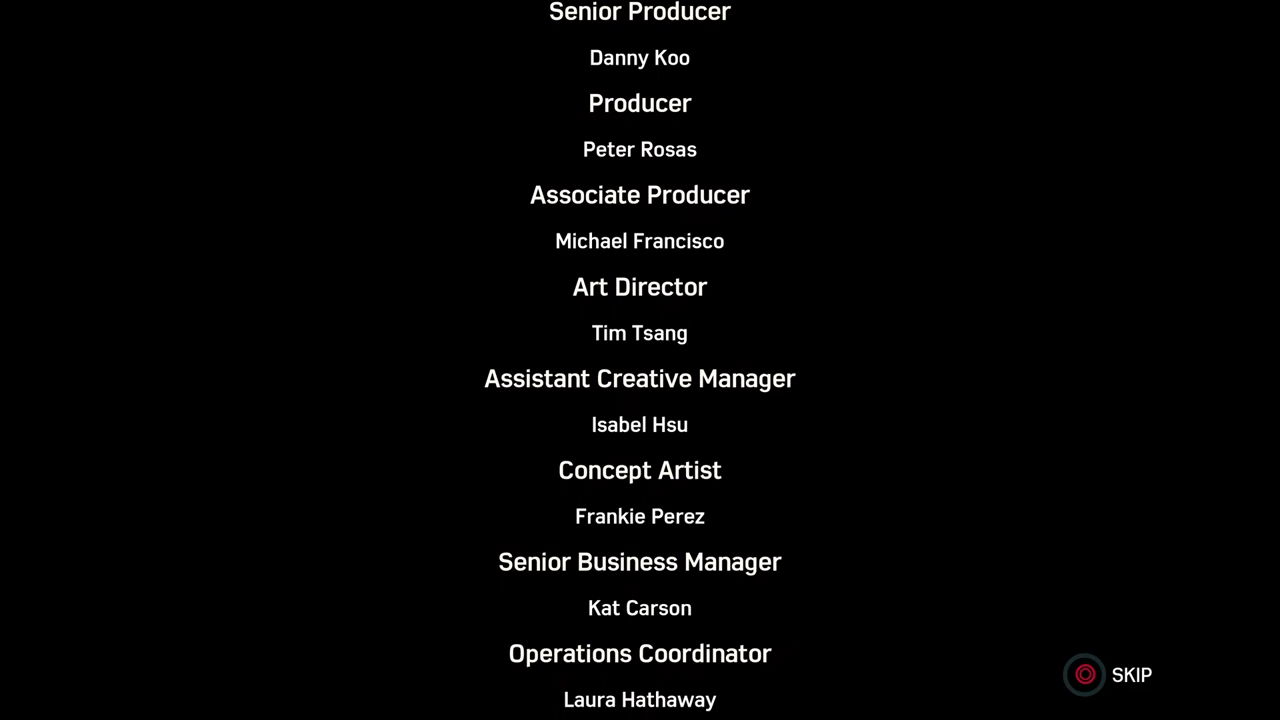 Senior Producer
Danny Koo
Producer
Peter Rosas
Associate Producer
Michael Francisco
Art Director
Tim Tsang
Assistant Creative Manager
Isabel Hsu
Concept Artist
Frankie Perez
Senior Business Manager
Kat Carson
Operations Coordinator
Laura Hathaway
SKIP